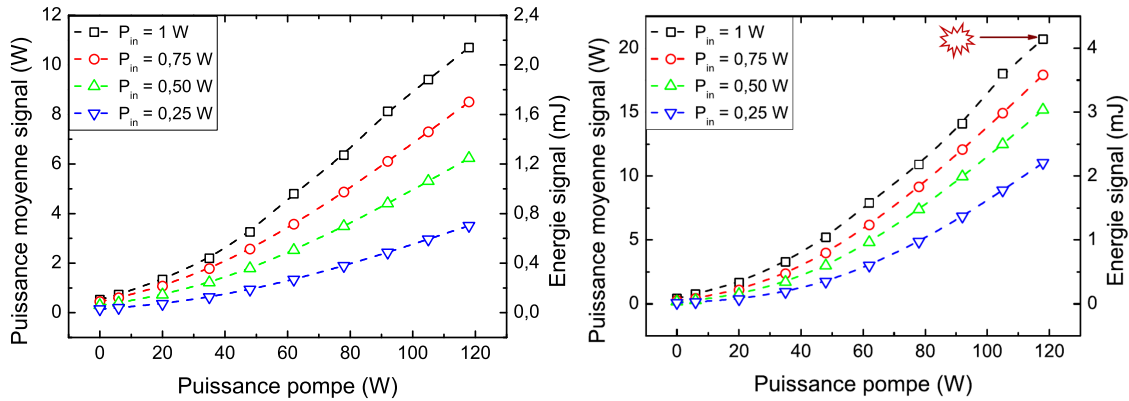 Puissance moyenne signal (W)
12
10
8
6
4
2
0
P_in = 1 W
P_in = 0,75 W
P_in = 0,50 W
P_in = 0,25 W
2,4
2,0
1,6
1,2
0,8
0,4
0,0
Energie signal (mJ)
0 20 40 60 80 100 120
Puissance pompe (W)
Puissance moyenne signal (W)
20
15
10
5
0
P_in = 1 W
P_in = 0,75 W
P_in = 0,50 W
P_in = 0,25 W
4
3
2
1
0
Energie signal (mJ)
0 20 40 60 80 100 120
Puissance pompe (W)